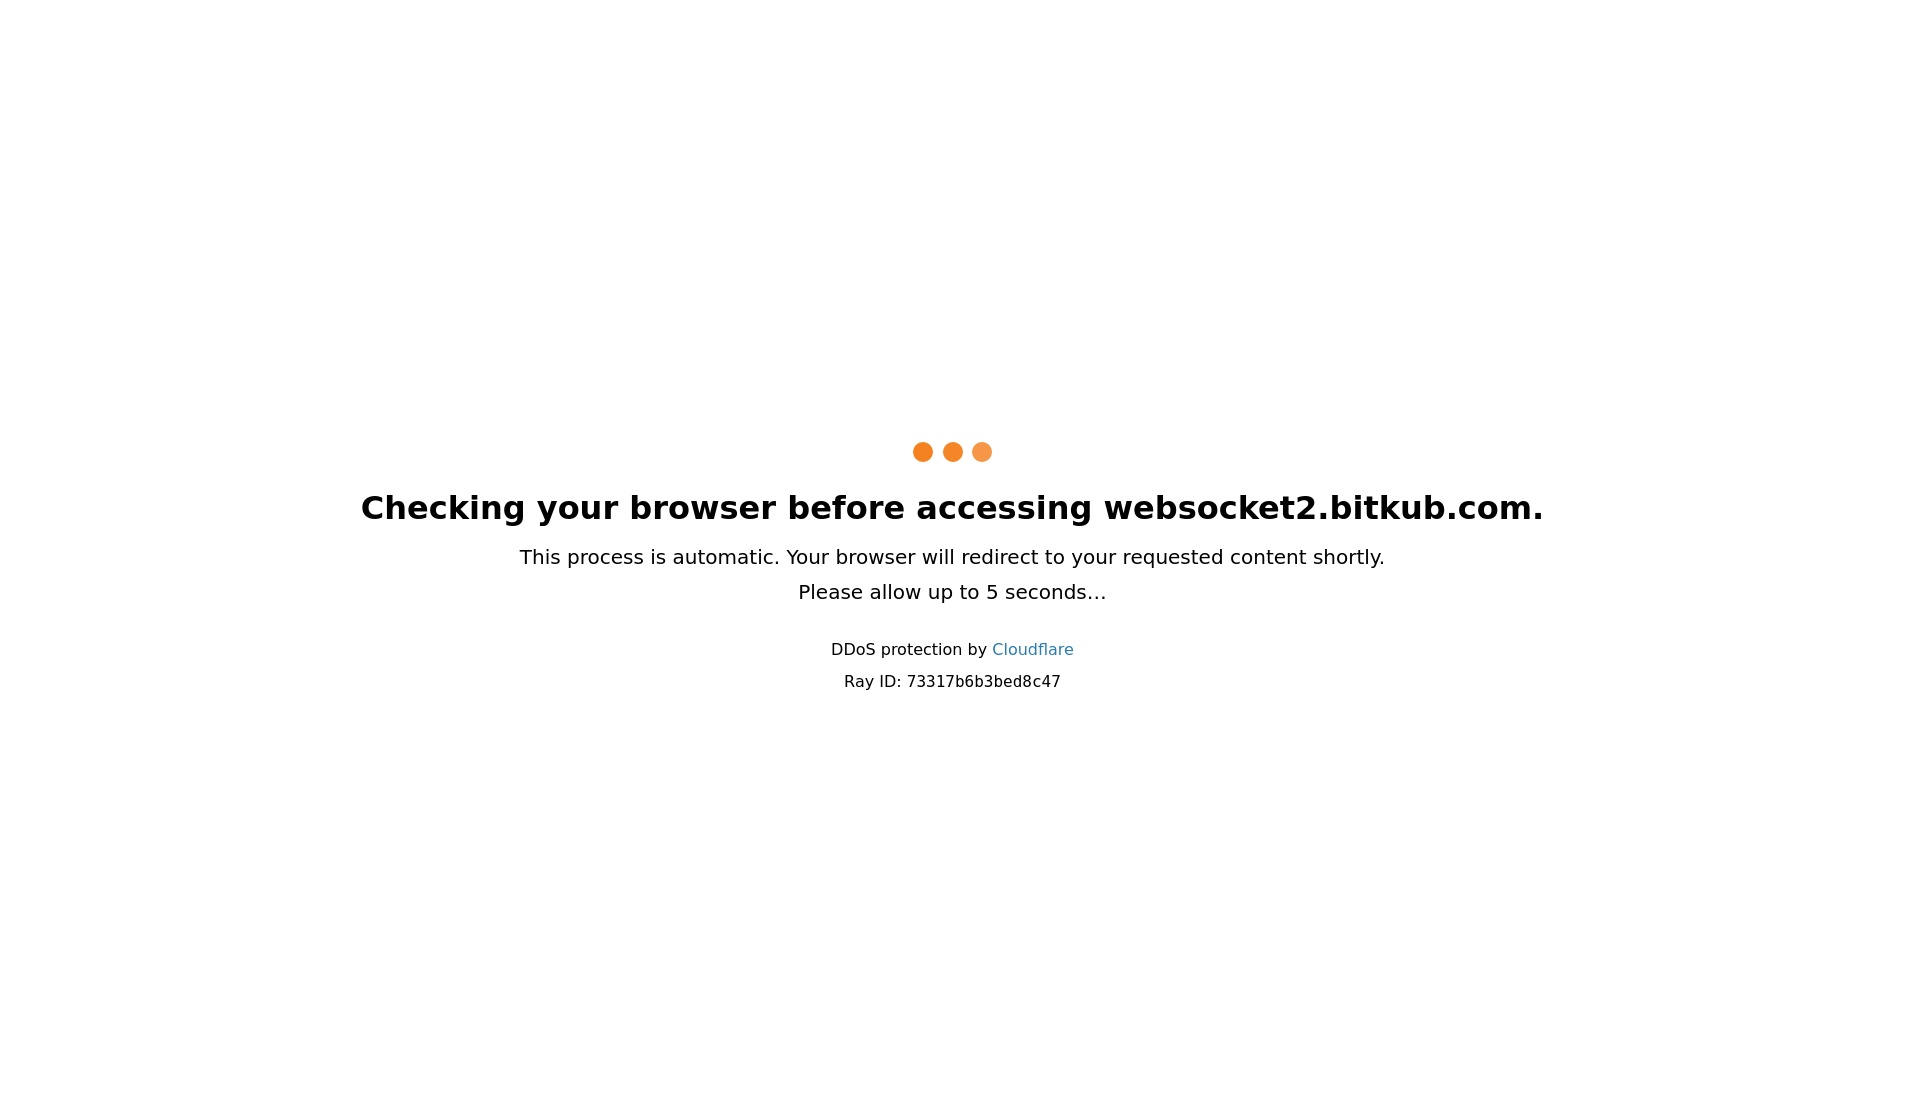 Checking your browser before accessing websocket2.bitkub.com.
This process is automatic. Your browser will redirect to your requested content shortly.
Please allow up to 5 seconds…
DDoS protection by Cloudflare
Ray ID: 73317b6b3bed8c47